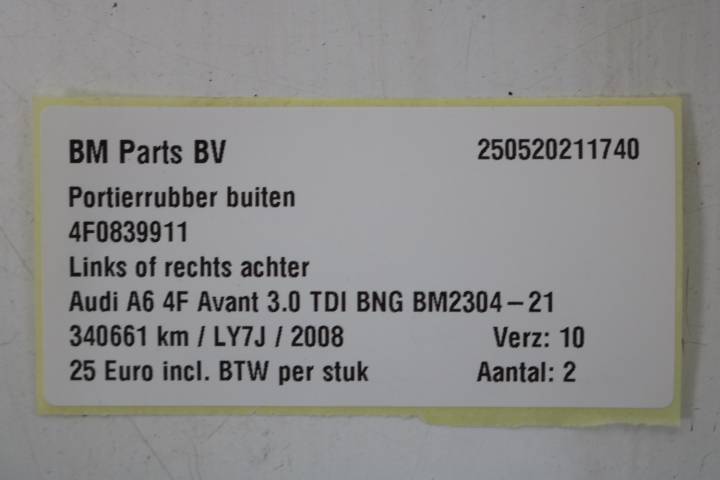 BM Parts BV 250520211740
Portierrubber buiten
4F0839911
Links of rechts achter
Audi A6 4F Avant 3.0 TDI BNG BM2304-21
340661 km / LY7J / 2008 Verz: 10
25 Euro incl. BTW per stuk Aantal: 2